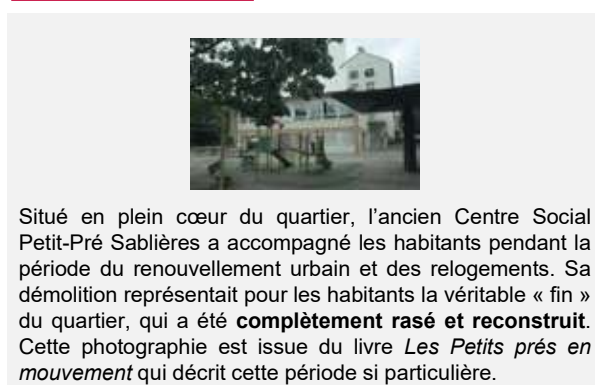 Situé en plein cœur du quartier, l’ancien Centre Social
Petit-Pré Sablières a accompagné les habitants pendant la
période du renouvellement urbain et des relogements. Sa
démolition représentait pour les habitants la véritable « fin »
du quartier, qui a été complètement rasé et reconstruit.
Cette photographie est issue du livre Les Petits prés en
mouvement qui décrit cette période si particulière.